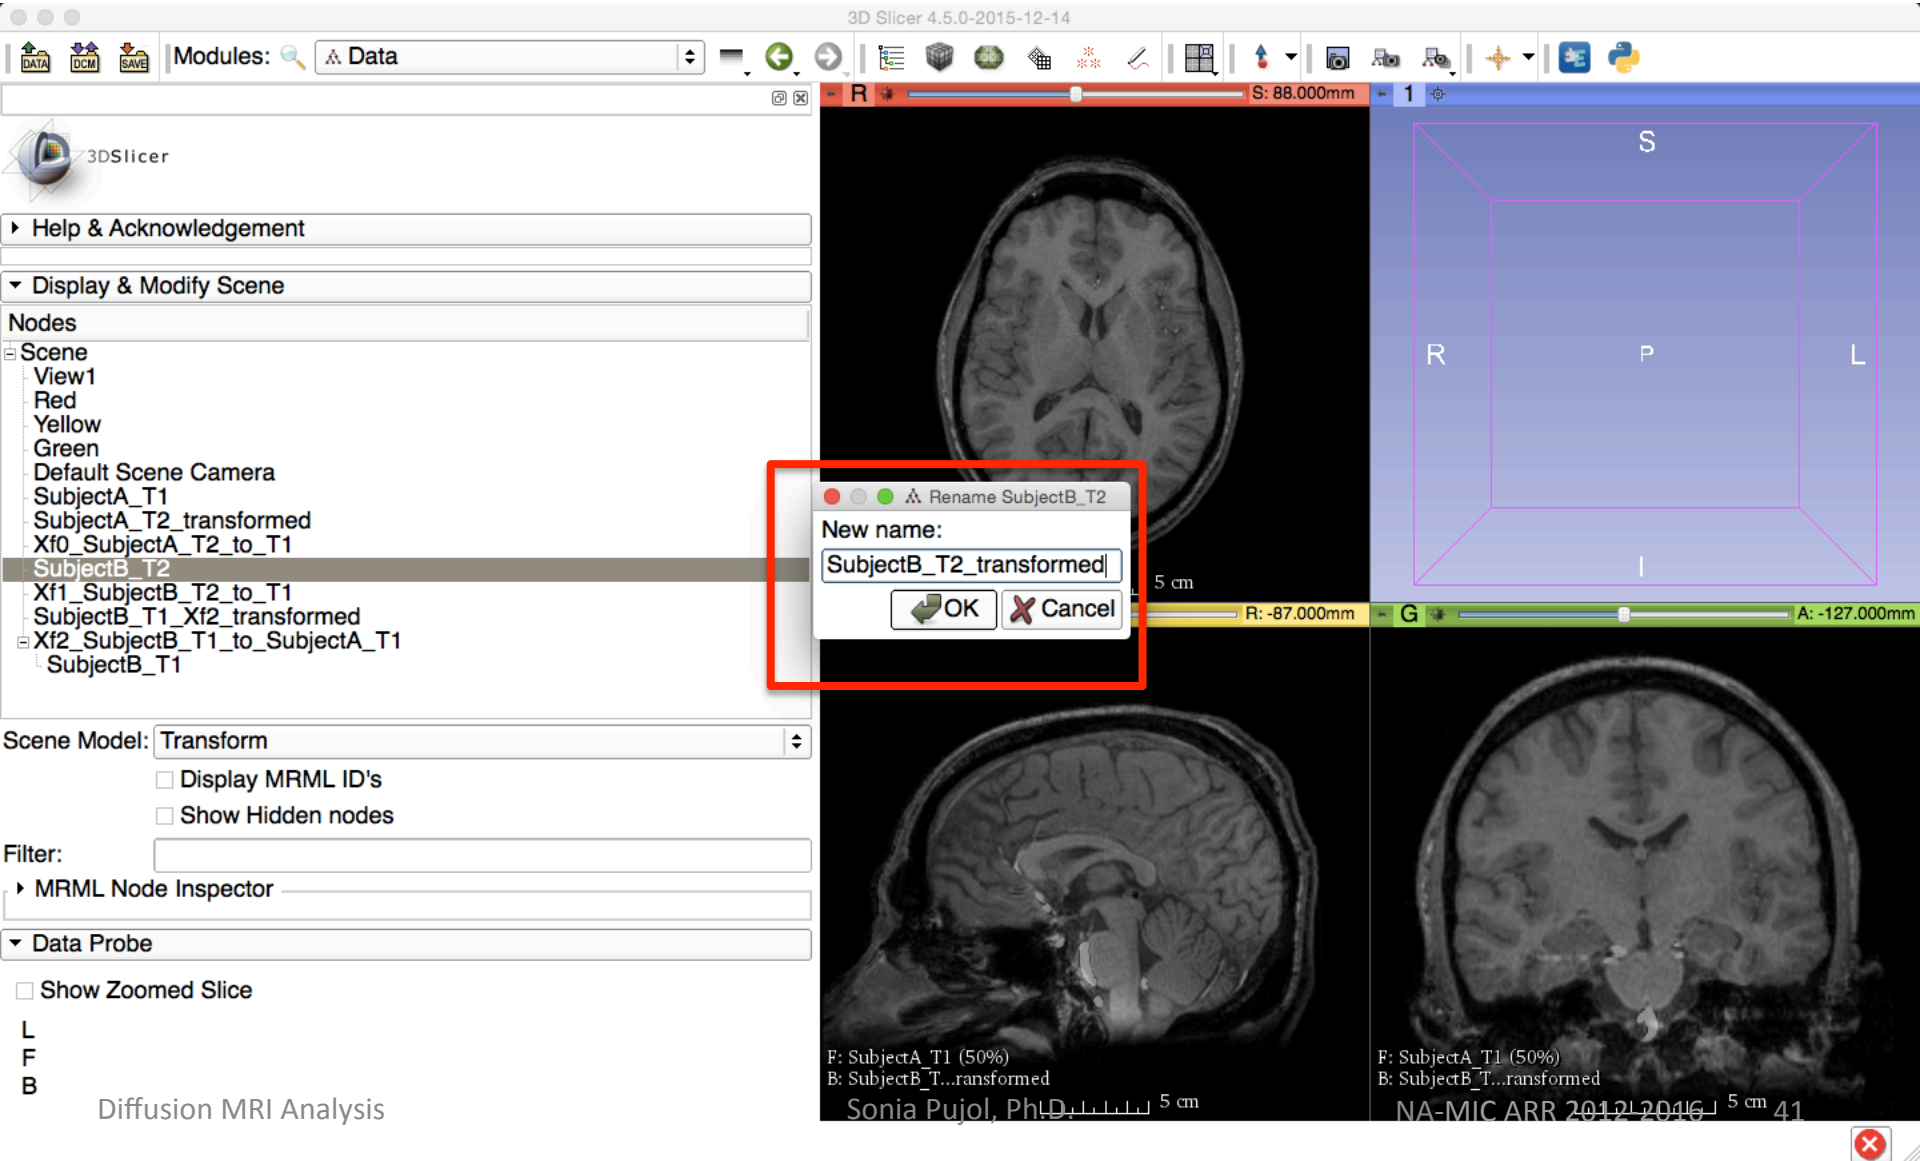 3D Slicer 4.5.0-2015-12-14
DATA
DCM
SAVE
Modules:
Data
3DSlicer
Help & Acknowledgement
Display & Modify Scene
Nodes
Scene
View1
Red
Yellow
Green
Default Scene Camera
SubjectA_T1
SubjectA_T2_transformed
Xf0_SubjectA_T2_to_T1
SubjectB_T2
Xf1_SubjectB_T2_to_T1
SubjectB_T1_Xf2_transformed
Xf2_SubjectB_T1_to_SubjectA_T1
SubjectB_T1
Scene Model: Transform
Display MRML ID's
Show Hidden nodes
Filter:
MRML Node Inspector
Data Probe
Show Zoomed Slice
L
F
B
R
S: 88.000mm
1
S
R
P
L
I
Rename SubjectB_T2
New name:
SubjectB_T2_transformed
OK
Cancel
5 cm
R: -87.000mm
G
A: -127.000mm
F: SubjectA_T1 (50%)
B: SubjectB_T...ransformed
5 cm
F: SubjectA_T1 (50%)
B: SubjectB_T...ransformed
5 cm
Diffusion MRI Analysis
Sonia Pujol, Ph.D.
NA-MIC ARR 2012-2016
41